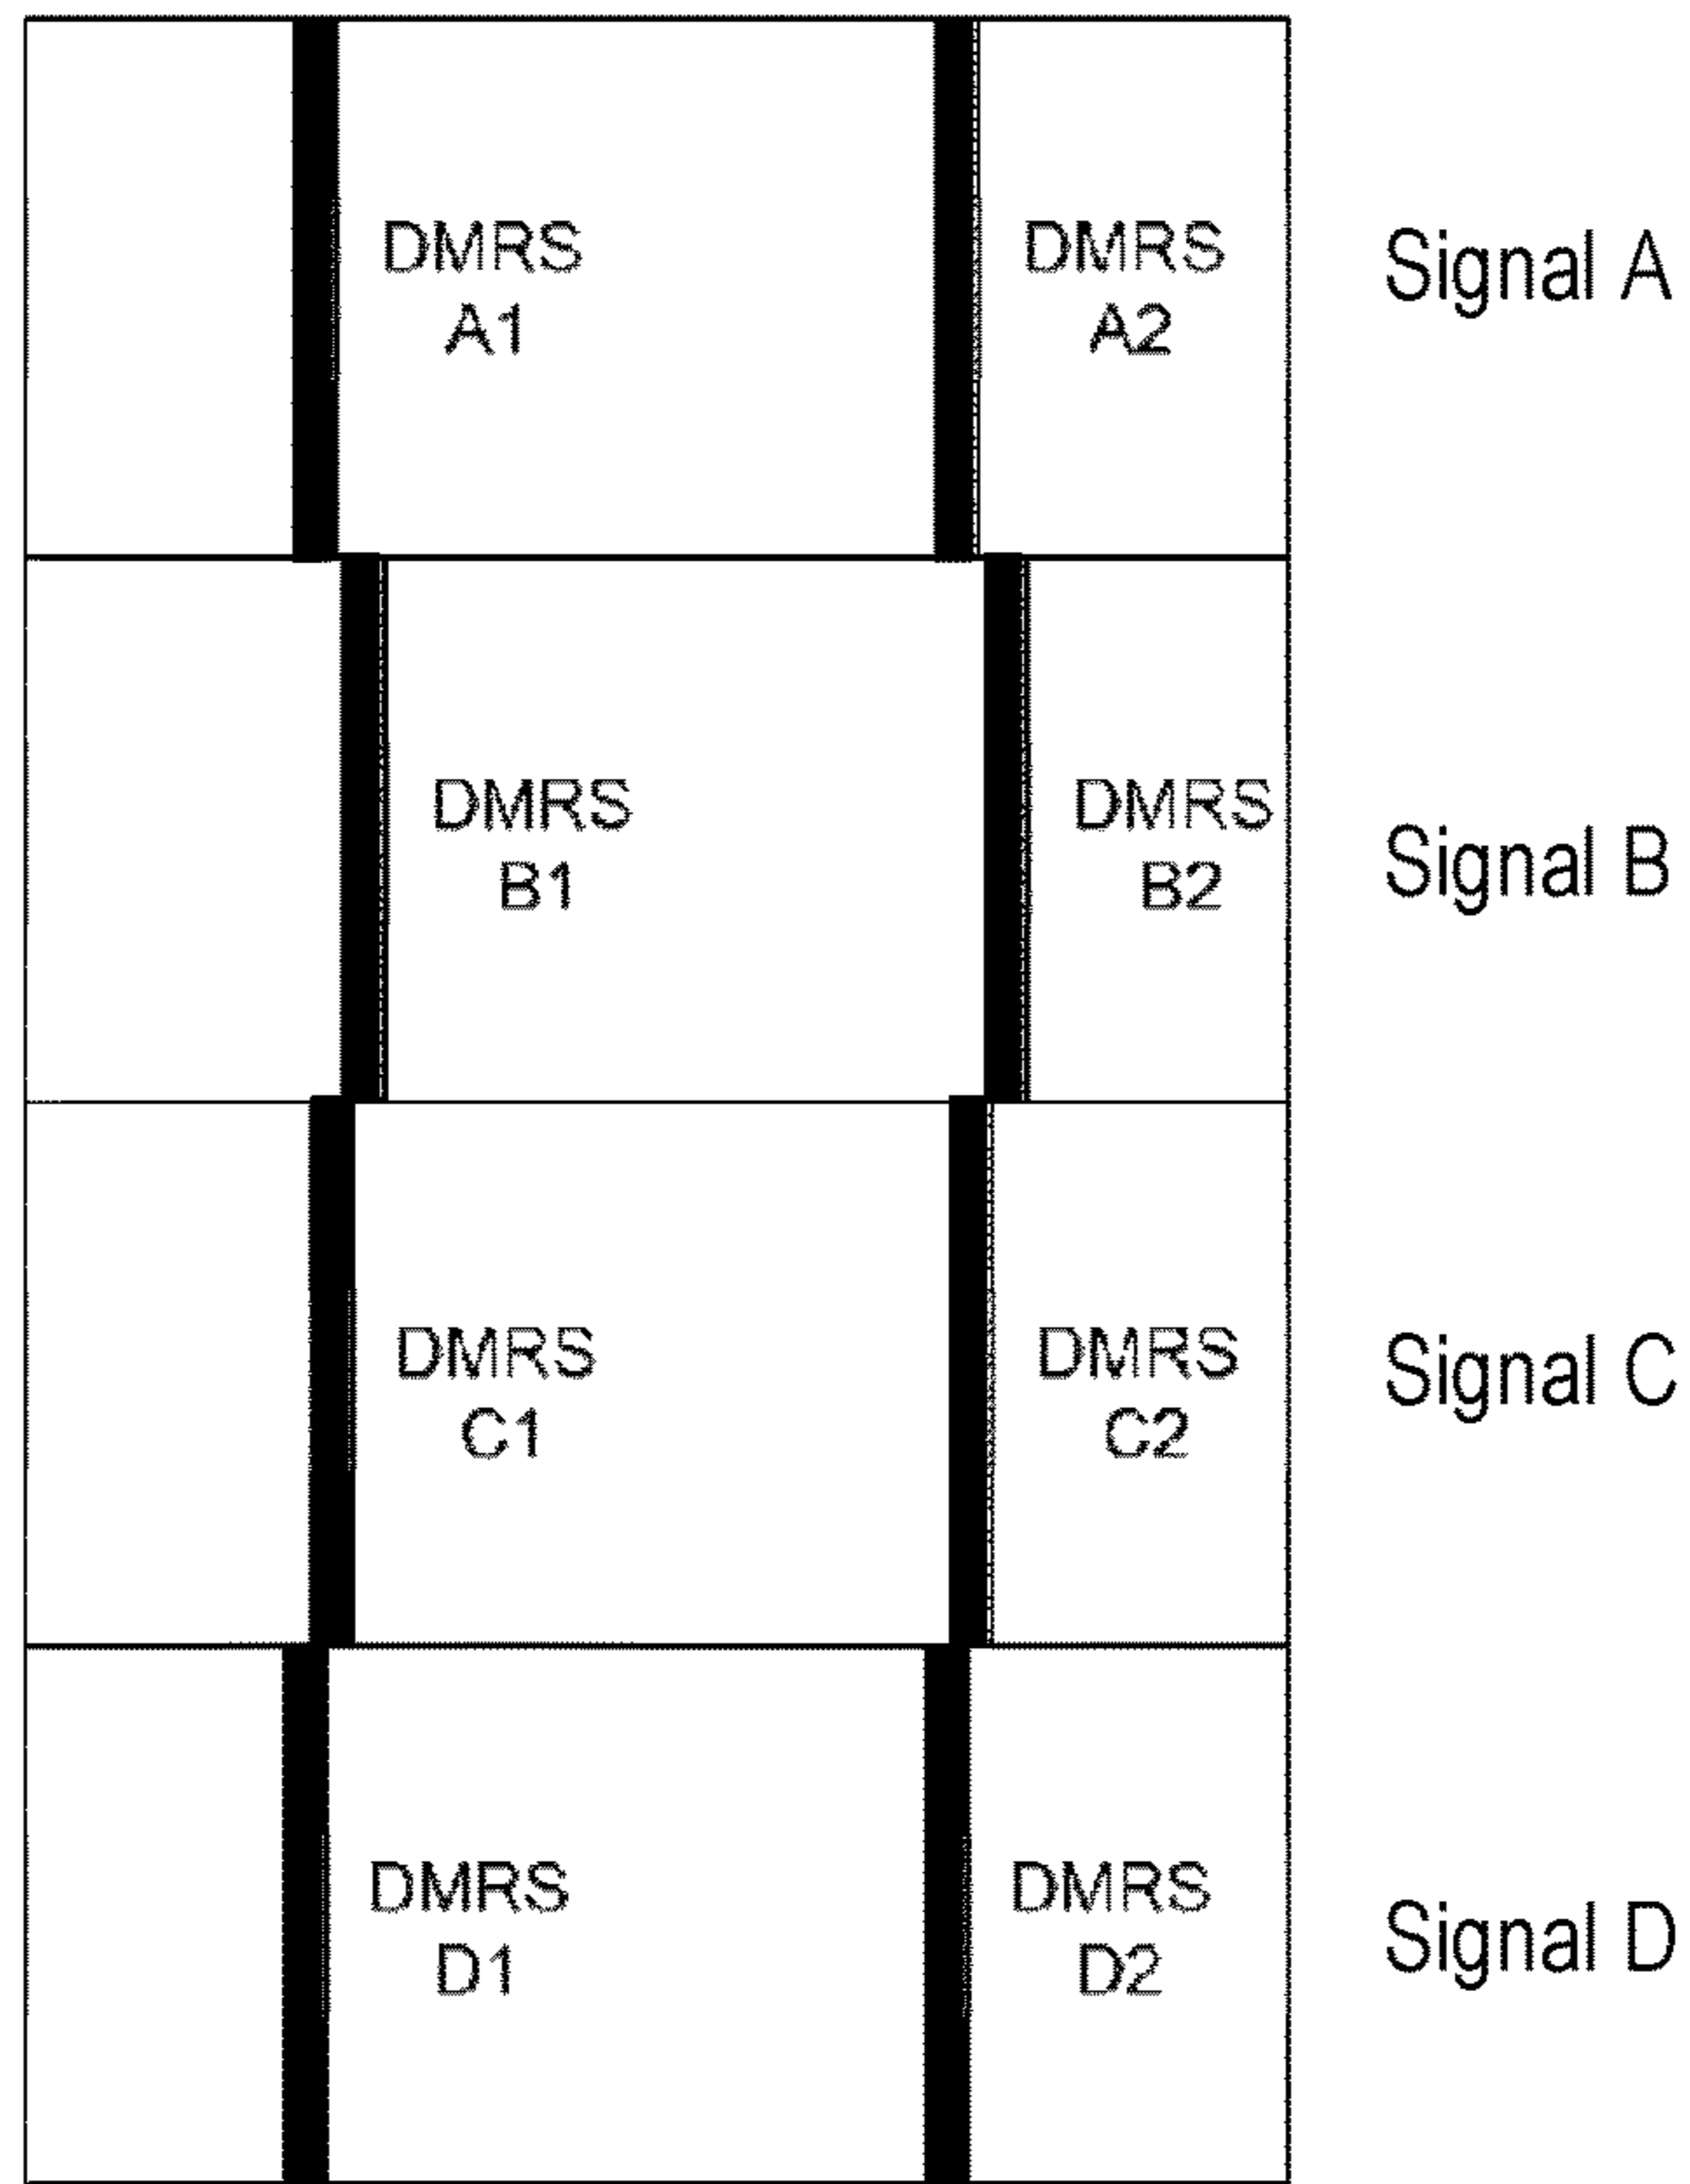 DMRS
A1
DMRS
A2
Signal A
DMRS
B1
DMRS
B2
Signal B
DMRS
C1
DMRS
C2
Signal C
DMRS
D1
DMRS
D2
Signal D